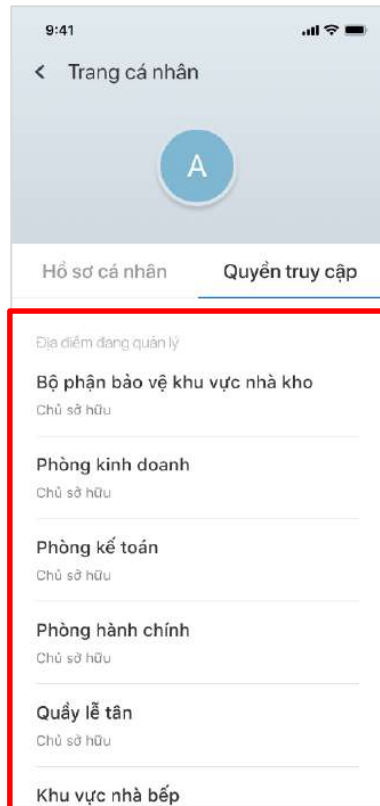 9:41
Trang cá nhân
A
Hồ sơ cá nhân Quyền truy cập
Địa điểm đang quản lý
Bộ phận bảo vệ khu vực nhà kho
Chủ sở hữu
Phòng kinh doanh
Chủ sở hữu
Phòng kế toán
Chủ sở hữu
Phòng hành chính
Chủ sở hữu
Quầy lễ tân
Chủ sở hữu
Khu vực nhà bếp